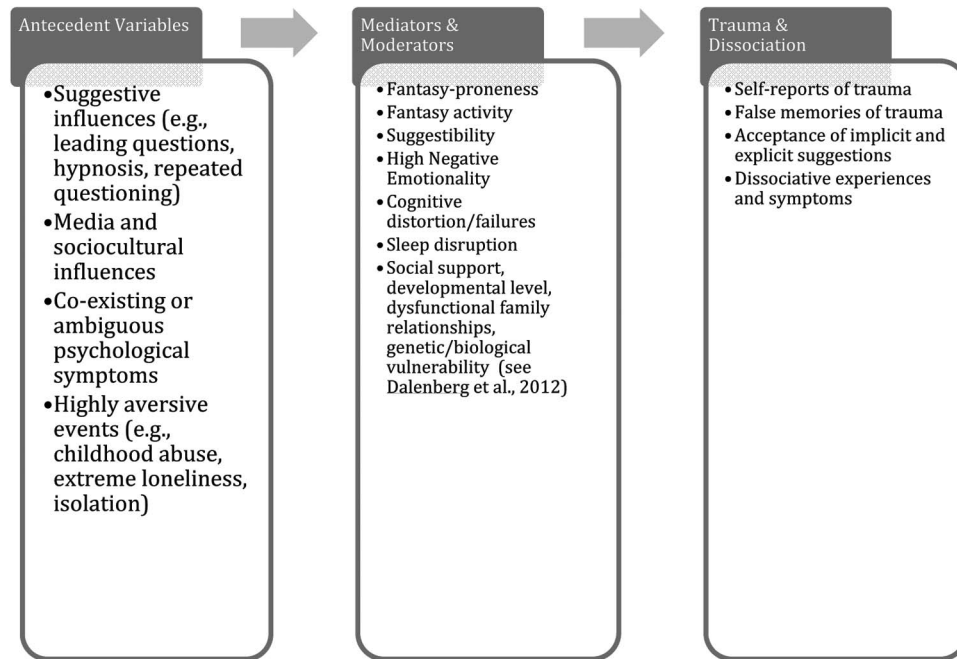 Antecedent Variables
•Suggestive
influences (e.g.,
leading questions,
hypnosis, repeated
questioning)
•Media and
sociocultural
influences
•Co-existing or
ambiguous
psychological
symptoms
•Highly aversive
events (e.g.,
childhood abuse,
extreme loneliness,
isolation)
Mediators &
Moderators
•Fantasy-proneness
•Fantasy activity
•Suggestibility
•High Negative
Emotionality
•Cognitive
distortion/failures
•Sleep disruption
•Social support,
developmental level,
dysfunctional family
relationships,
genetic/biological
vulnerability (see
Dalenberg et al., 2012)
Trauma &
Dissociation
•Self-reports of trauma
•False memories of trauma
•Acceptance of implicit and
explicit suggestions
•Dissociative experiences
and symptoms